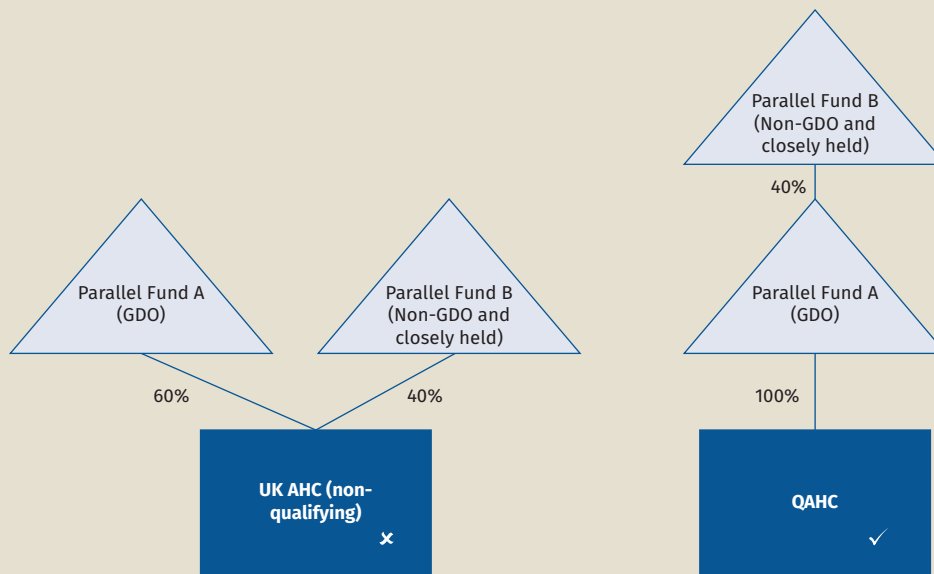 Parallel Fund A
(GDO)
Parallel Fund B
(Non-GDO and
closely held)
60%
40%
UK AHC (non-
qualifying)
✘
Parallel Fund B
(Non-GDO and
closely held)
40%
Parallel Fund A
(GDO)
100%
QAHC
✓